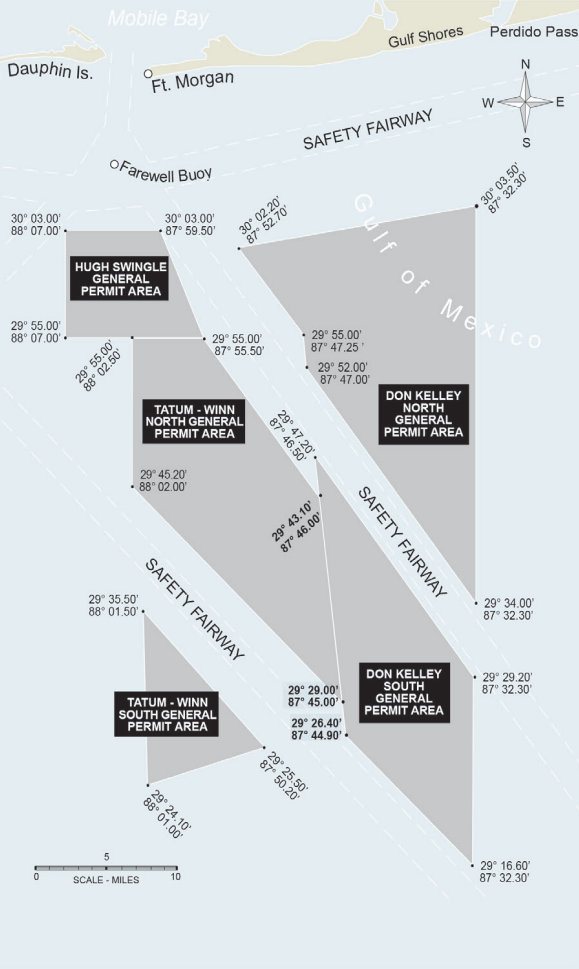 Mobile Bay
Gulf Shores
Perdido Pass
Dauphin Is.
Ft. Morgan
N
W
E
S
SAFETY FAIRWAY
Farewell Buoy
30° 03.50'
87° 32.30'
30° 03.00'
88° 07.00'
30° 03.00'
87° 59.50'
30° 02.20'
87° 52.70'
Gulf of Mexico
HUGH SWINGLE
GENERAL
PERMIT AREA
29° 55.00'
88° 07.00'
29° 55.00'
88° 02.50'
29° 55.00'
87° 55.50'
29° 55.00'
87° 47.25'
29° 52.00'
87° 47.00'
DON KELLEY
NORTH
GENERAL
PERMIT AREA
TATUM - WINN
NORTH GENERAL
PERMIT AREA
29° 47.20'
87° 46.50'
29° 45.20'
88° 02.00'
29° 43.10'
87° 46.00'
SAFETY FAIRWAY
SAFETY FAIRWAY
29° 35.50'
88° 01.50'
29° 34.00'
87° 32.30'
29° 29.20'
87° 32.30'
DON KELLEY
SOUTH
GENERAL
PERMIT AREA
29° 29.00'
87° 45.00'
29° 26.40'
87° 44.90'
TATUM - WINN
SOUTH GENERAL
PERMIT AREA
29° 25.50'
87° 50.20'
29° 24.10'
88° 01.00'
29° 16.60'
87° 32.30'
5
0
10
SCALE - MILES